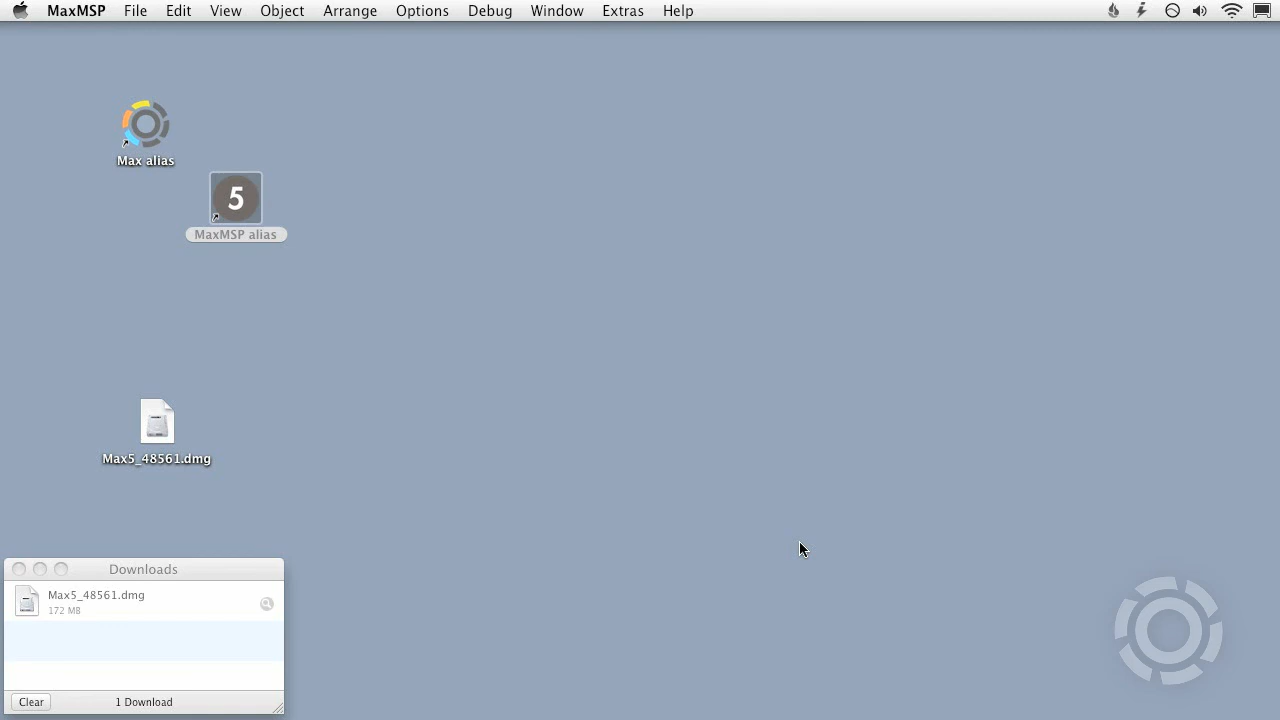 MaxMSP File Edit View Object Arrange Options Debug Window Extras Help
Max alias
5
MaxMSP alias
Max5_48561.dmg
Downloads
Max5_48561.dmg
172 MB
Clear 1 Download